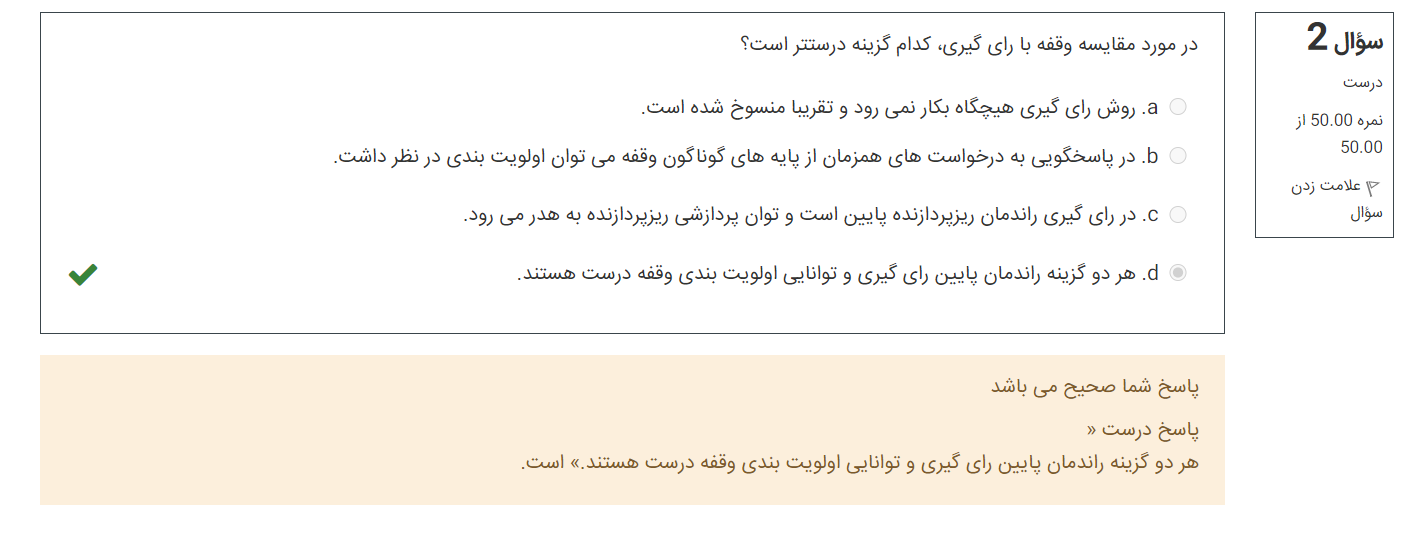 سؤال 2
درست
نمره 50.00 از
50.00
علامت زدن
سؤال
در مورد مقایسه وقفه با رای گیری، کدام گزینه درستتر است؟
a. روش رای گیری هیچگاه بکار نمی رود و تقریبا منسوخ شده است.
b. در پاسخگویی به درخواست های همزمان از پایه های گوناگون وقفه می توان اولویت بندی در نظر داشت.
c. در رای گیری راندمان ریزپردازنده پایین است و توان پردازشی ریزپردازنده به هدر می رود.
d. هر دو گزینه راندمان پایین رای گیری و توانایی اولویت بندی وقفه درست هستند.
پاسخ شما صحیح می باشد
پاسخ درست «
هر دو گزینه راندمان پایین رای گیری و توانایی اولویت بندی وقفه درست هستند.» است.